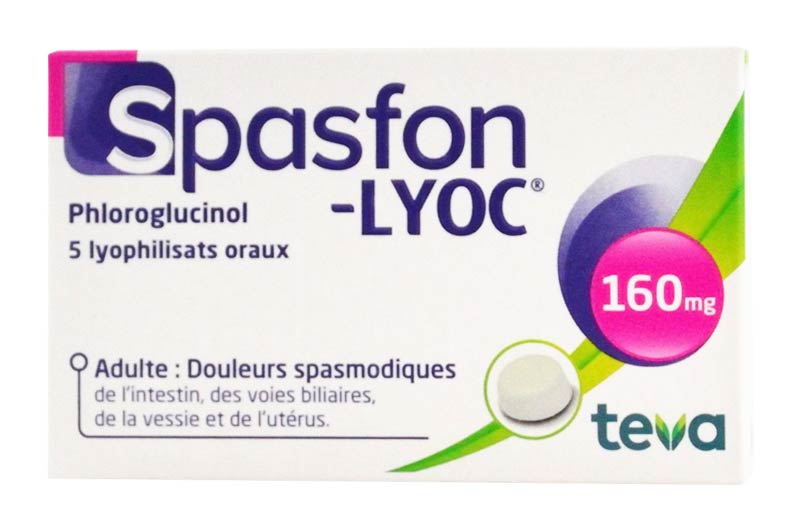 Spasfon
-LYOC®
Phloroglucinol
5 lyophilisats oraux
160mg
Adulte : Douleurs spasmodiques
de l'intestin, des voies biliaires,
de la vessie et de l'utérus.
teva